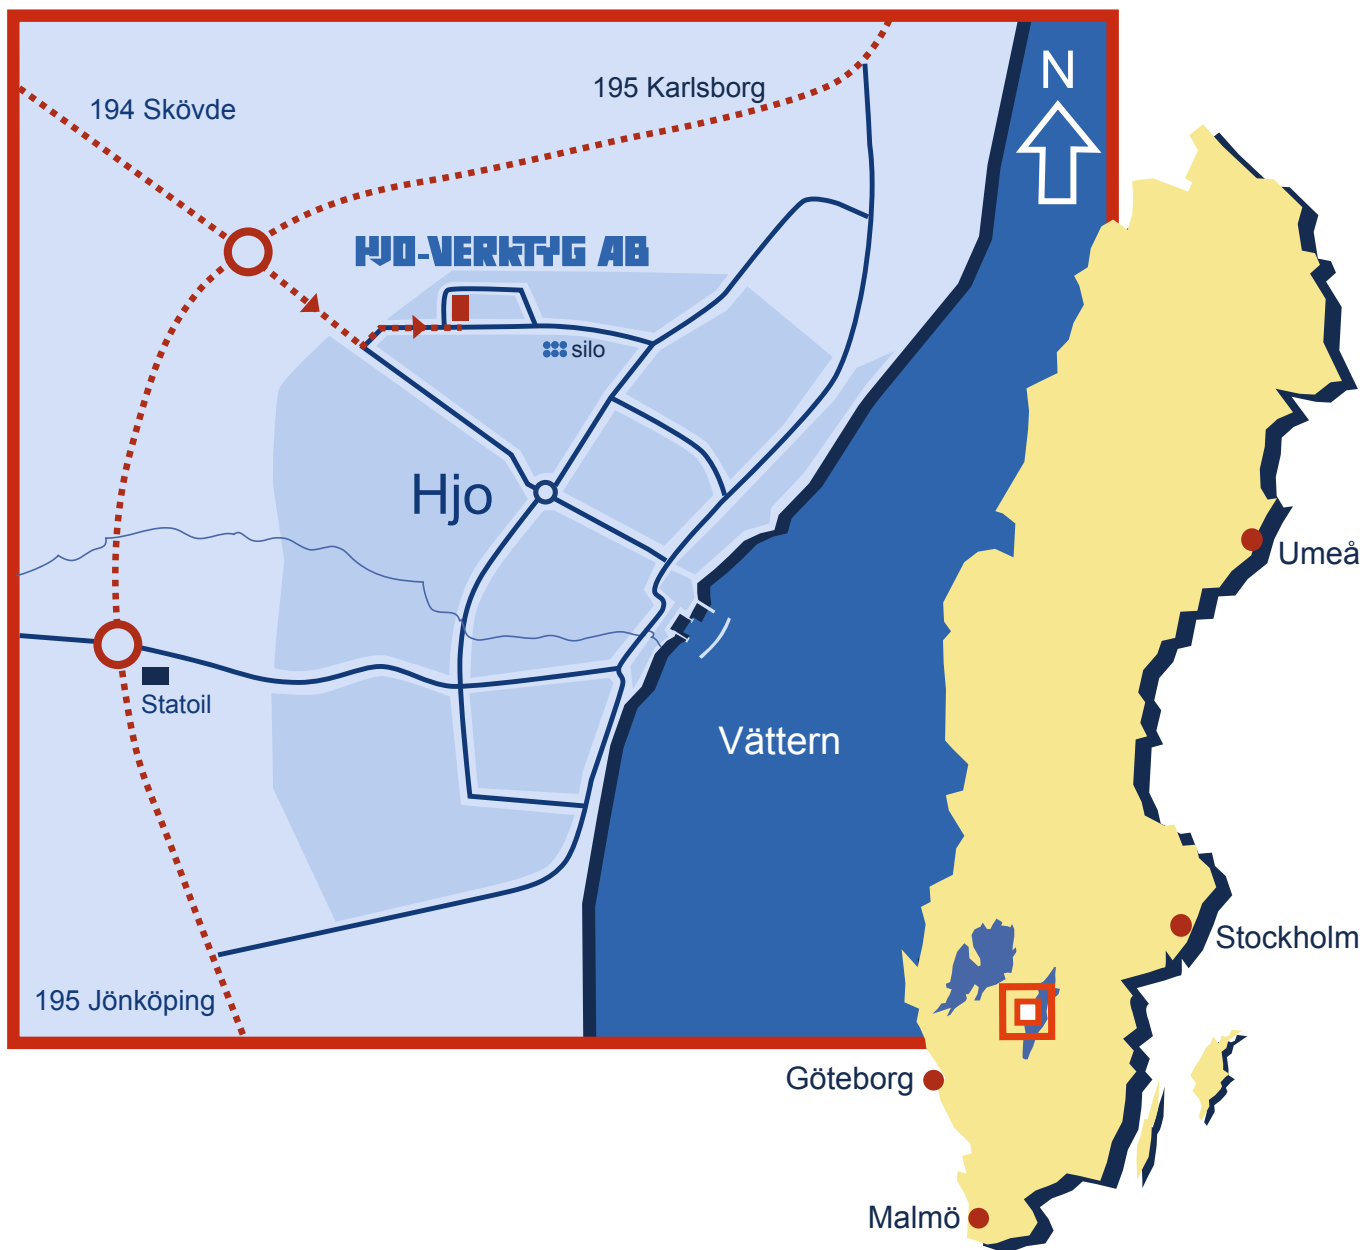 N
195 Karlsborg
194 Skövde
HJO-VERKTYG AB
silo
Hjo
Umeå
Statoil
Vättern
Stockholm
195 Jönköping
Göteborg
Malmö